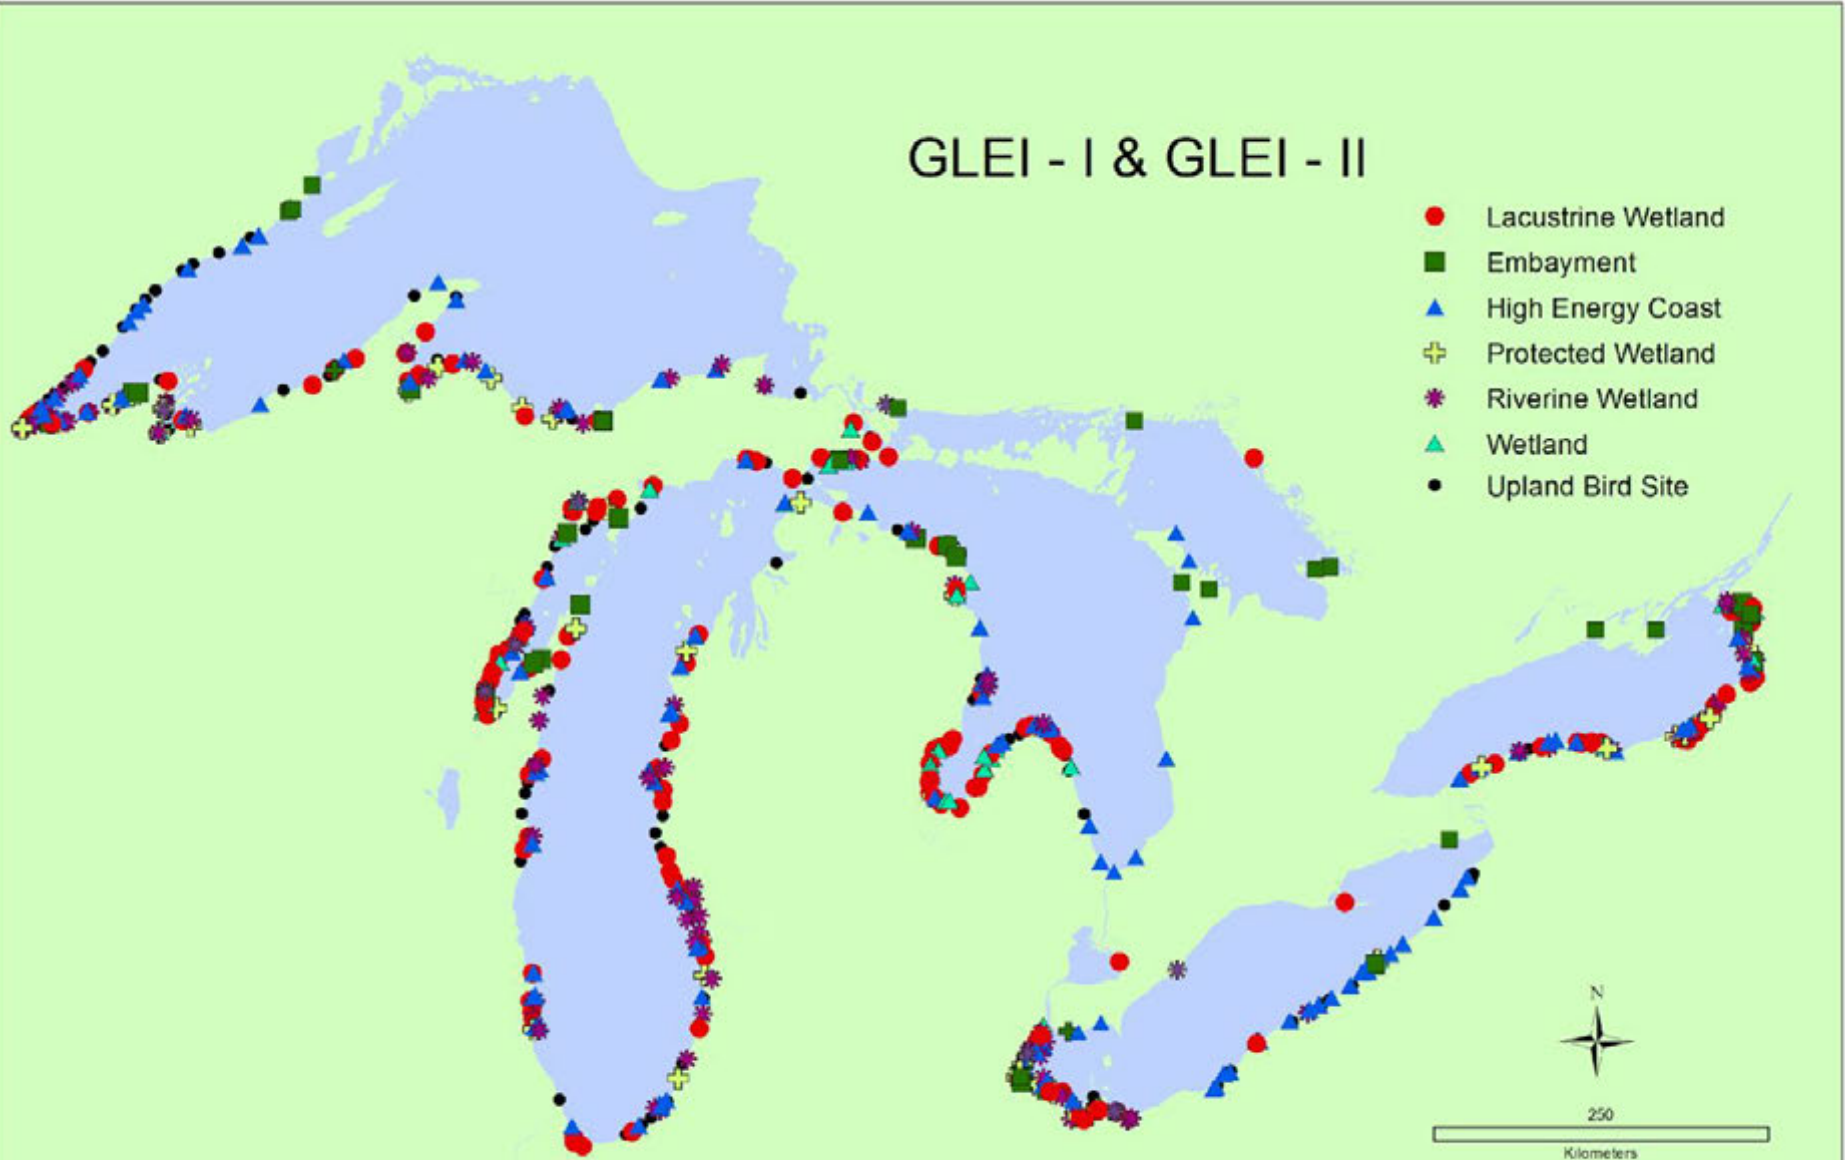 GLEI - I & GLEI - II
Lacustrine Wetland
Embayment
High Energy Coast
Protected Wetland
Riverine Wetland
Wetland
Upland Bird Site
N
250
Kilometers